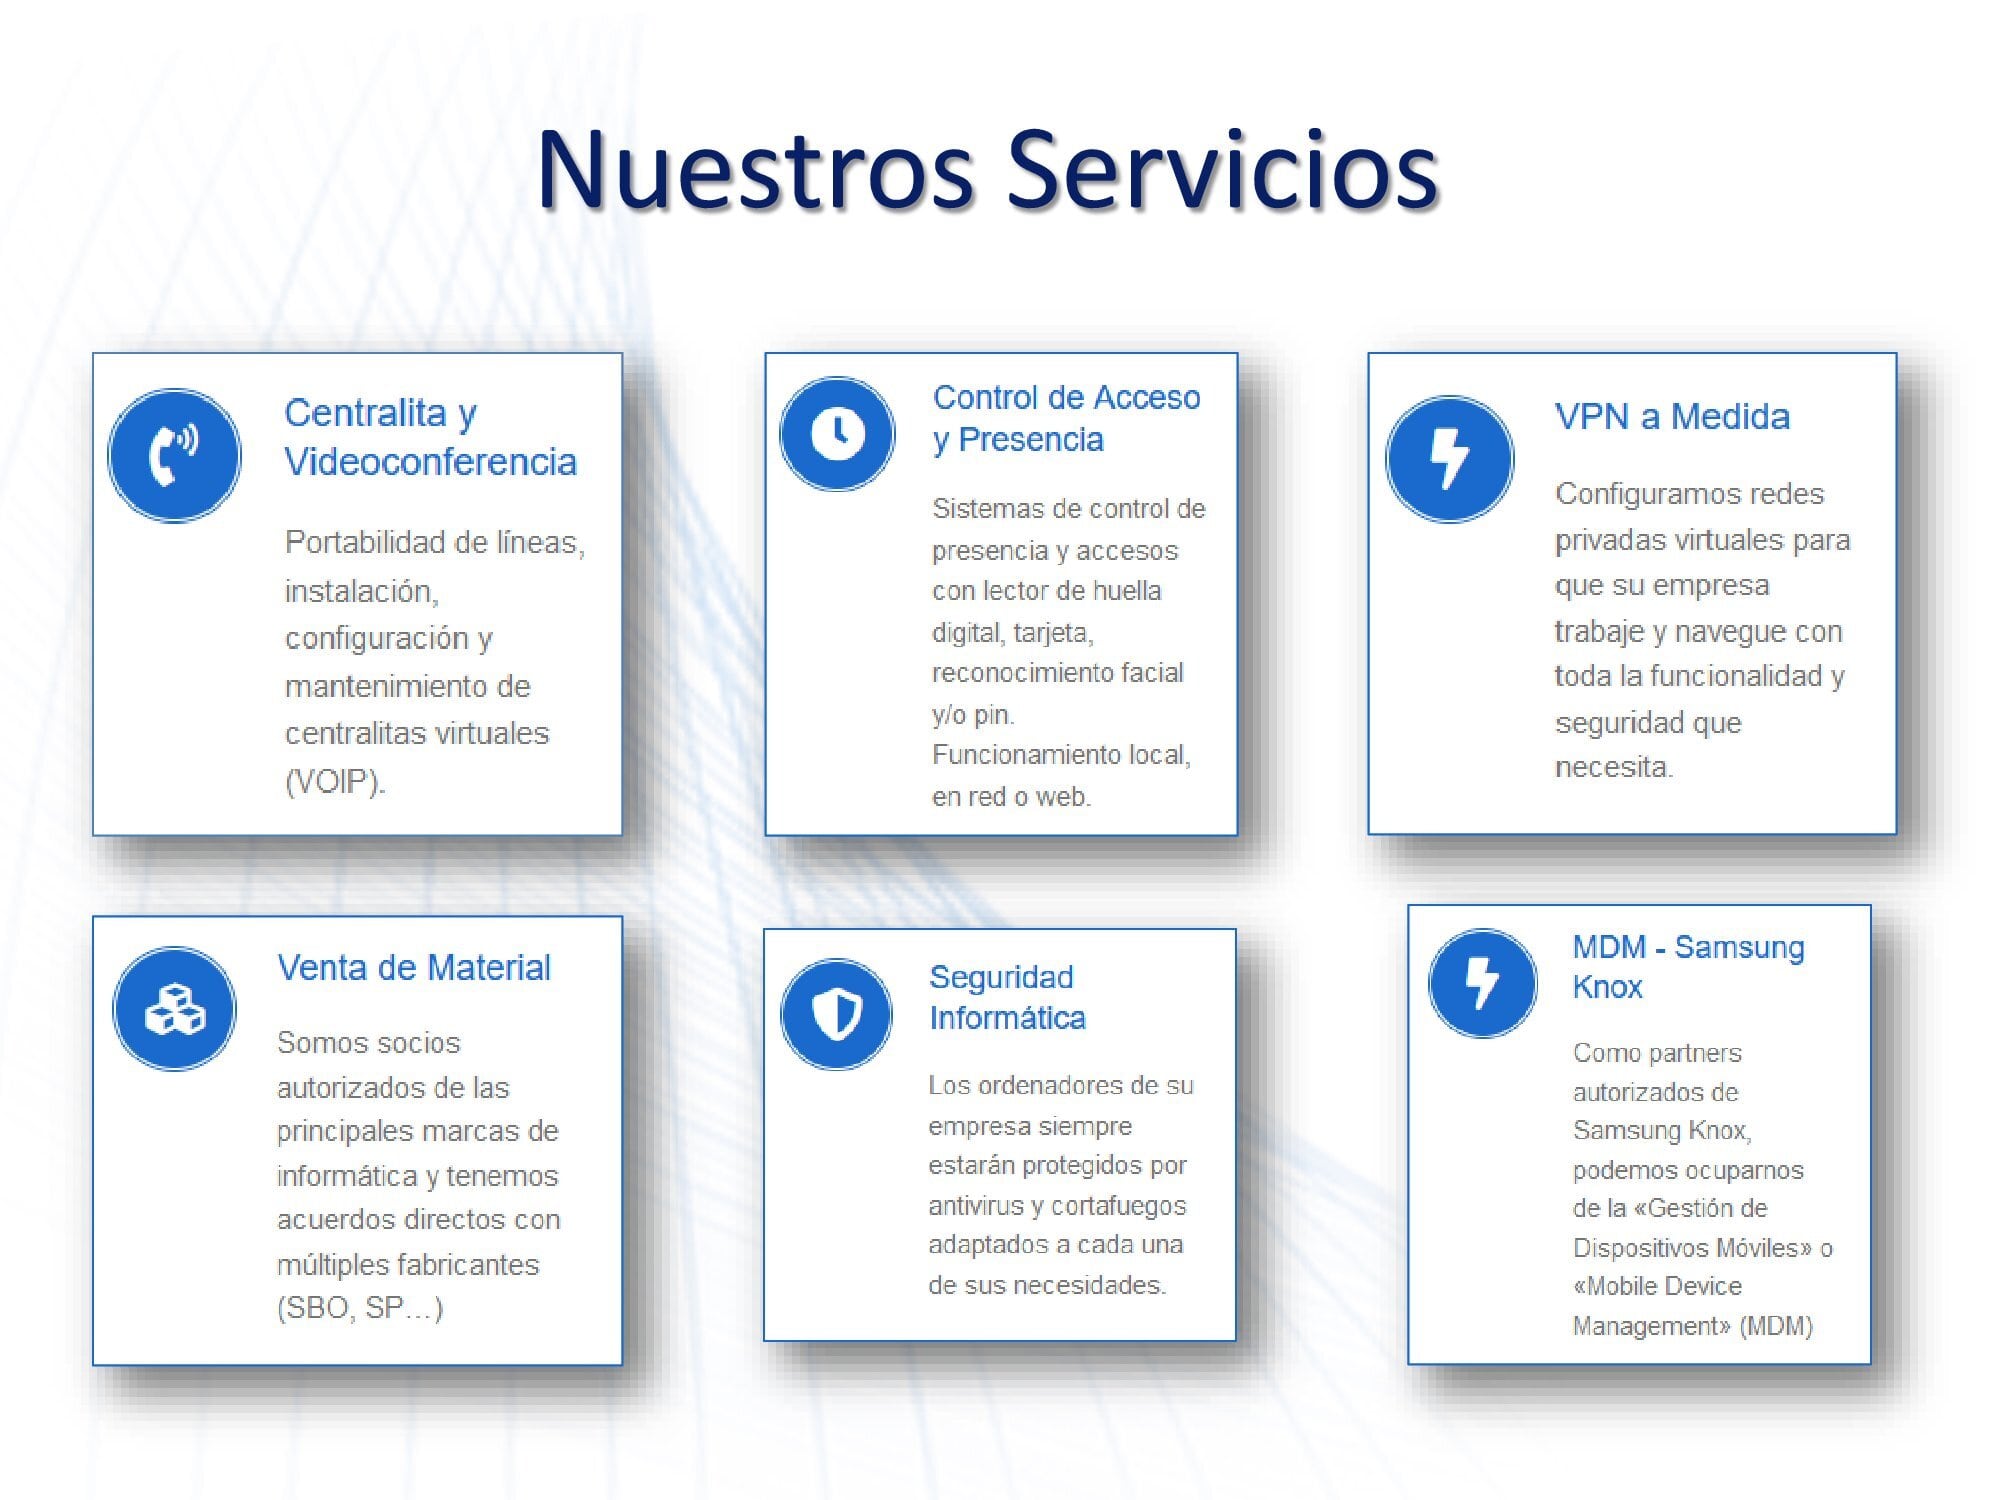 Nuestros Servicios
Centralita y
Videoconferencia
Portabilidad de líneas,
instalación,
configuración y
mantenimiento de
centralitas virtuales
(VOIP).
Control de Acceso
y Presencia
Sistemas de control de
presencia y accesos
con lector de huella
digital, tarjeta,
reconocimiento facial
y/o pin.
Funcionamiento local,
en red o web.
VPN a Medida
Configuramos redes
privadas virtuales para
que su empresa
trabaje y navegue con
toda la funcionalidad y
seguridad que
necesita.
Venta de Material
Somos socios
autorizados de las
principales marcas de
informática y tenemos
acuerdos directos con
múltiples fabricantes
(SBO, SP...)
Seguridad
Informática
Los ordenadores de su
empresa siempre
estarán protegidos por
antivirus y cortafuegos
adaptados a cada una
de sus necesidades.
MDM - Samsung
Knox
Como partners
autorizados de
Samsung Knox,
podemos ocuparnos
de la «Gestión de
Dispositivos Móviles» o
«Mobile Device
Management» (MDM)